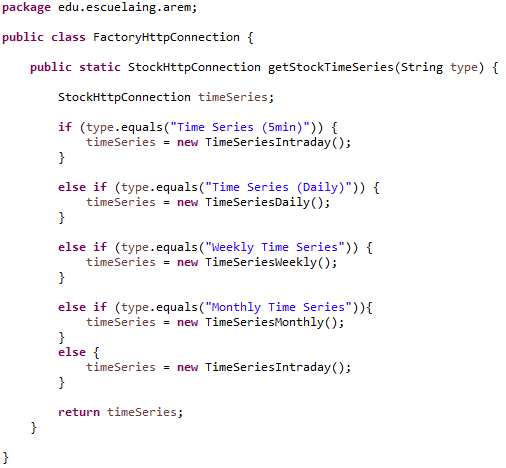 package edu.escuelaing.arem;
public class FactoryHttpConnection {
public static StockHttpConnection getStockTimeSeries(String type) {
StockHttpConnection timeSeries;
if (type.equals("Time Series (5min)")) {
timeSeries = new TimeSeriesIntraday();
}
else if (type.equals("Time Series (Daily)")) {
timeSeries = new TimeSeriesDaily();
}
else if (type.equals("Weekly Time Series")) {
timeSeries = new TimeSeriesWeekly();
}
else if (type.equals("Monthly Time Series")){
timeSeries = new TimeSeriesMonthly();
}
else {
timeSeries = new TimeSeriesIntraday();
}
return timeSeries;
}
}